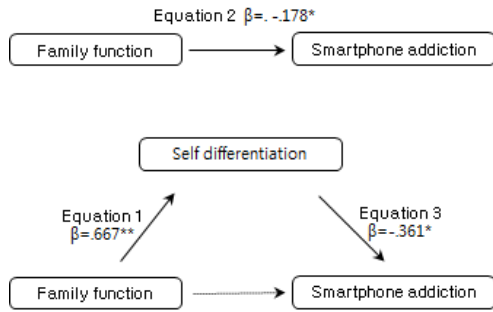 Equation 2 β=. -.178*
Family function
Smartphone addiction
Self differentiation
Equation 1
β=.667**
Equation 3
β=-.361*
Family function
Smartphone addiction